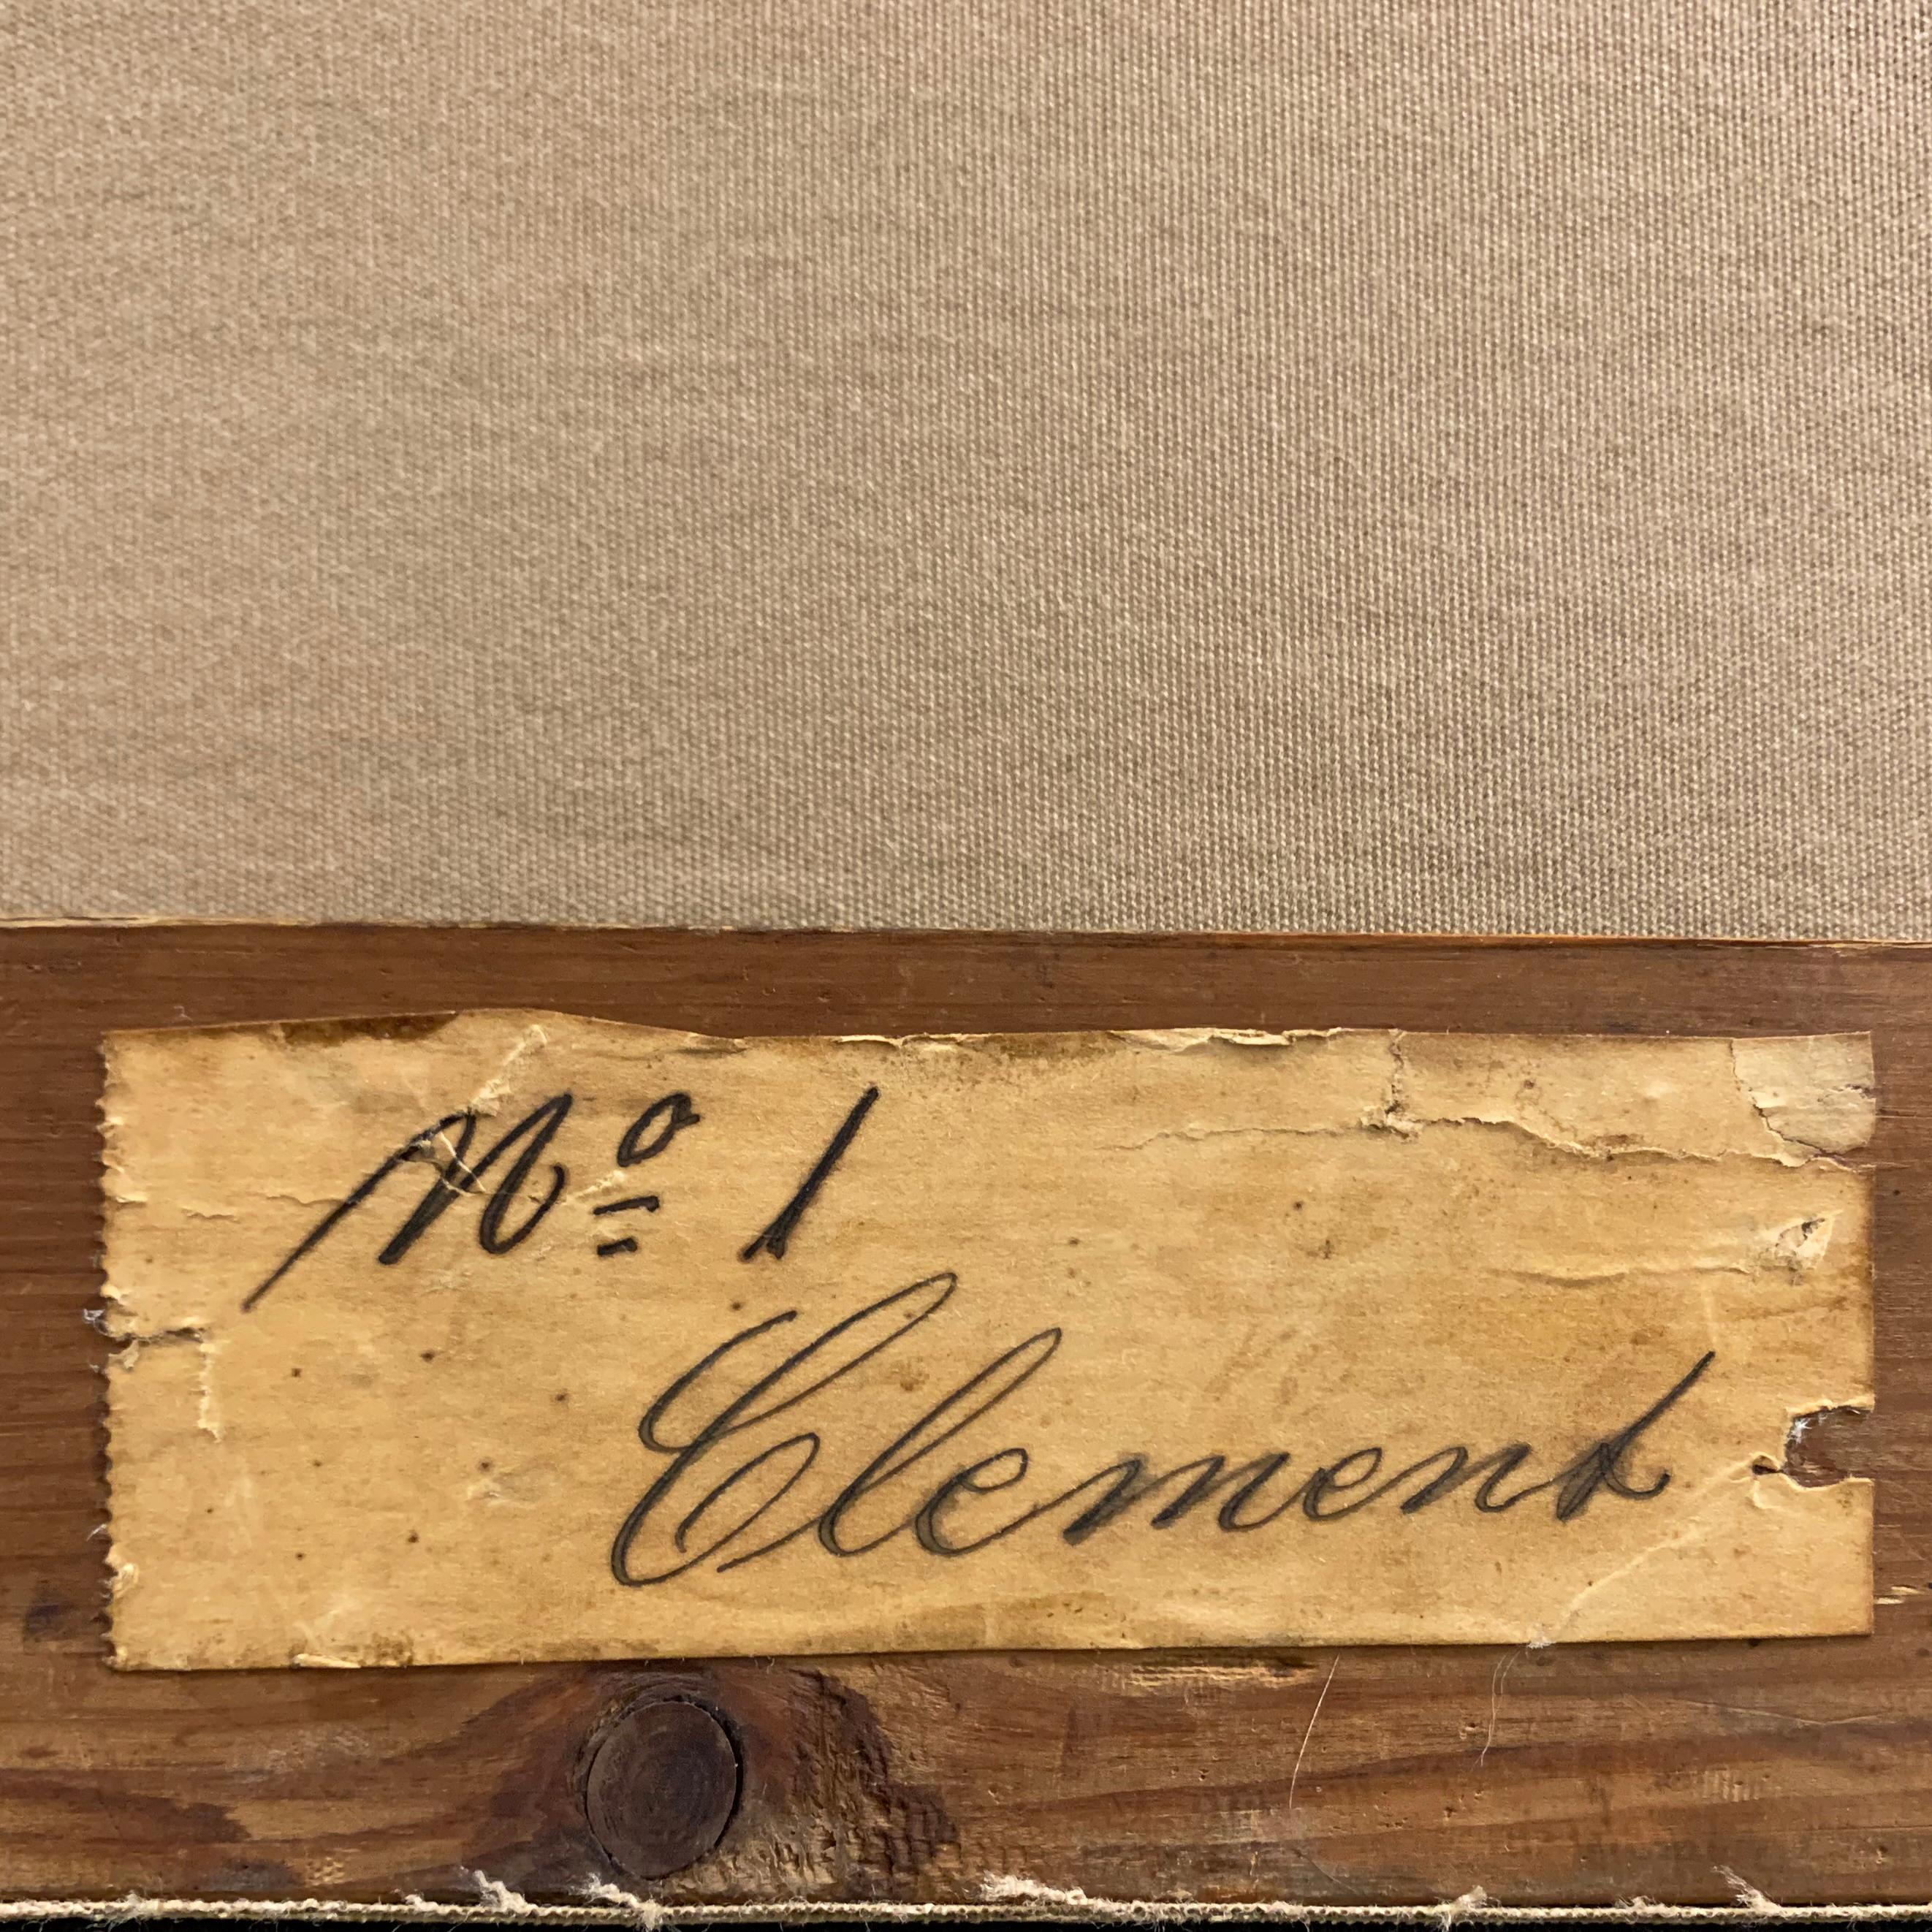 Nº 1
Clement